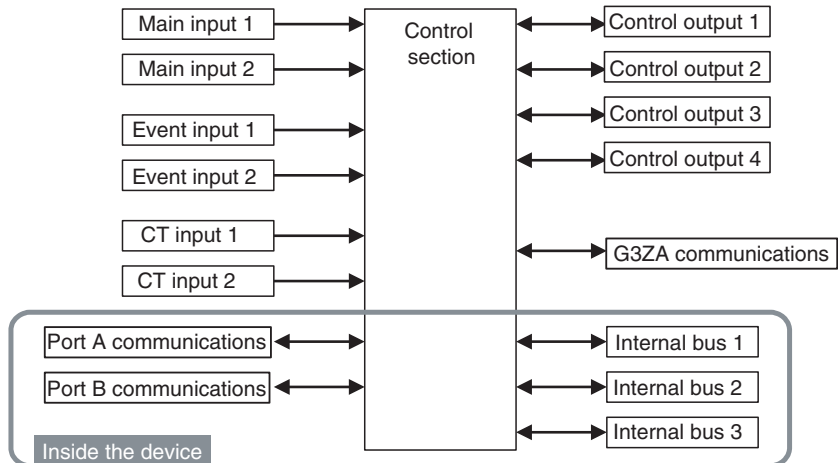 Main input 1
Main input 2
Event input 1
Event input 2
CT input 1
CT input 2
Port A communications
Port B communications
Inside the device
Control
section
Control output 1
Control output 2
Control output 3
Control output 4
G3ZA communications
Internal bus 1
Internal bus 2
Internal bus 3